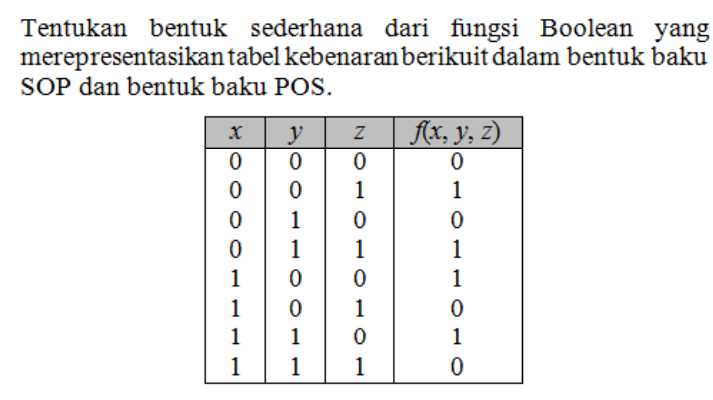 Tentukan bentuk sederhana dari fungsi Boolean yang
merepresentasikan tabel kebenaran berikuit dalam bentuk baku
SOP dan bentuk baku POS.
x y z f(x, y, z)
0 0 0 0
0 0 1 1
0 1 0 0
0 1 1 1
1 0 0 1
1 0 1 0
1 1 0 1
1 1 1 0